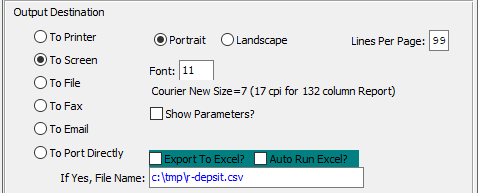 Output Destination
To Printer
Portrait
Landscape
Lines Per Page: 99
To Screen
Font: 11
To File
Courier New Size=7 (17 cpi for 132 column Report)
To Fax
Show Parameters?
To Email
To Port Directly
Export To Excel?
Auto Run Excel?
If Yes, File Name: c:\tmp\r-depsit.csv